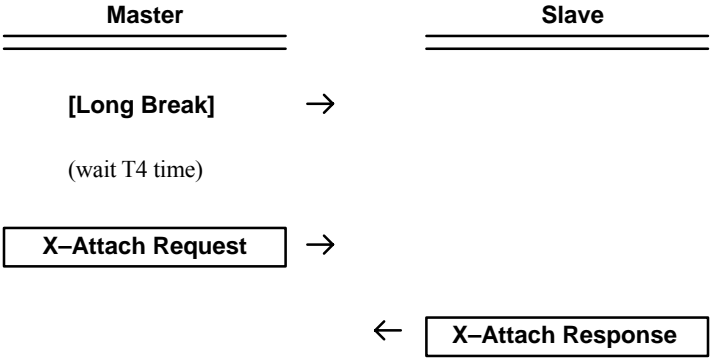 Master Slave
[Long Break] →
(wait T4 time)
X–Attach Request →
← X–Attach Response